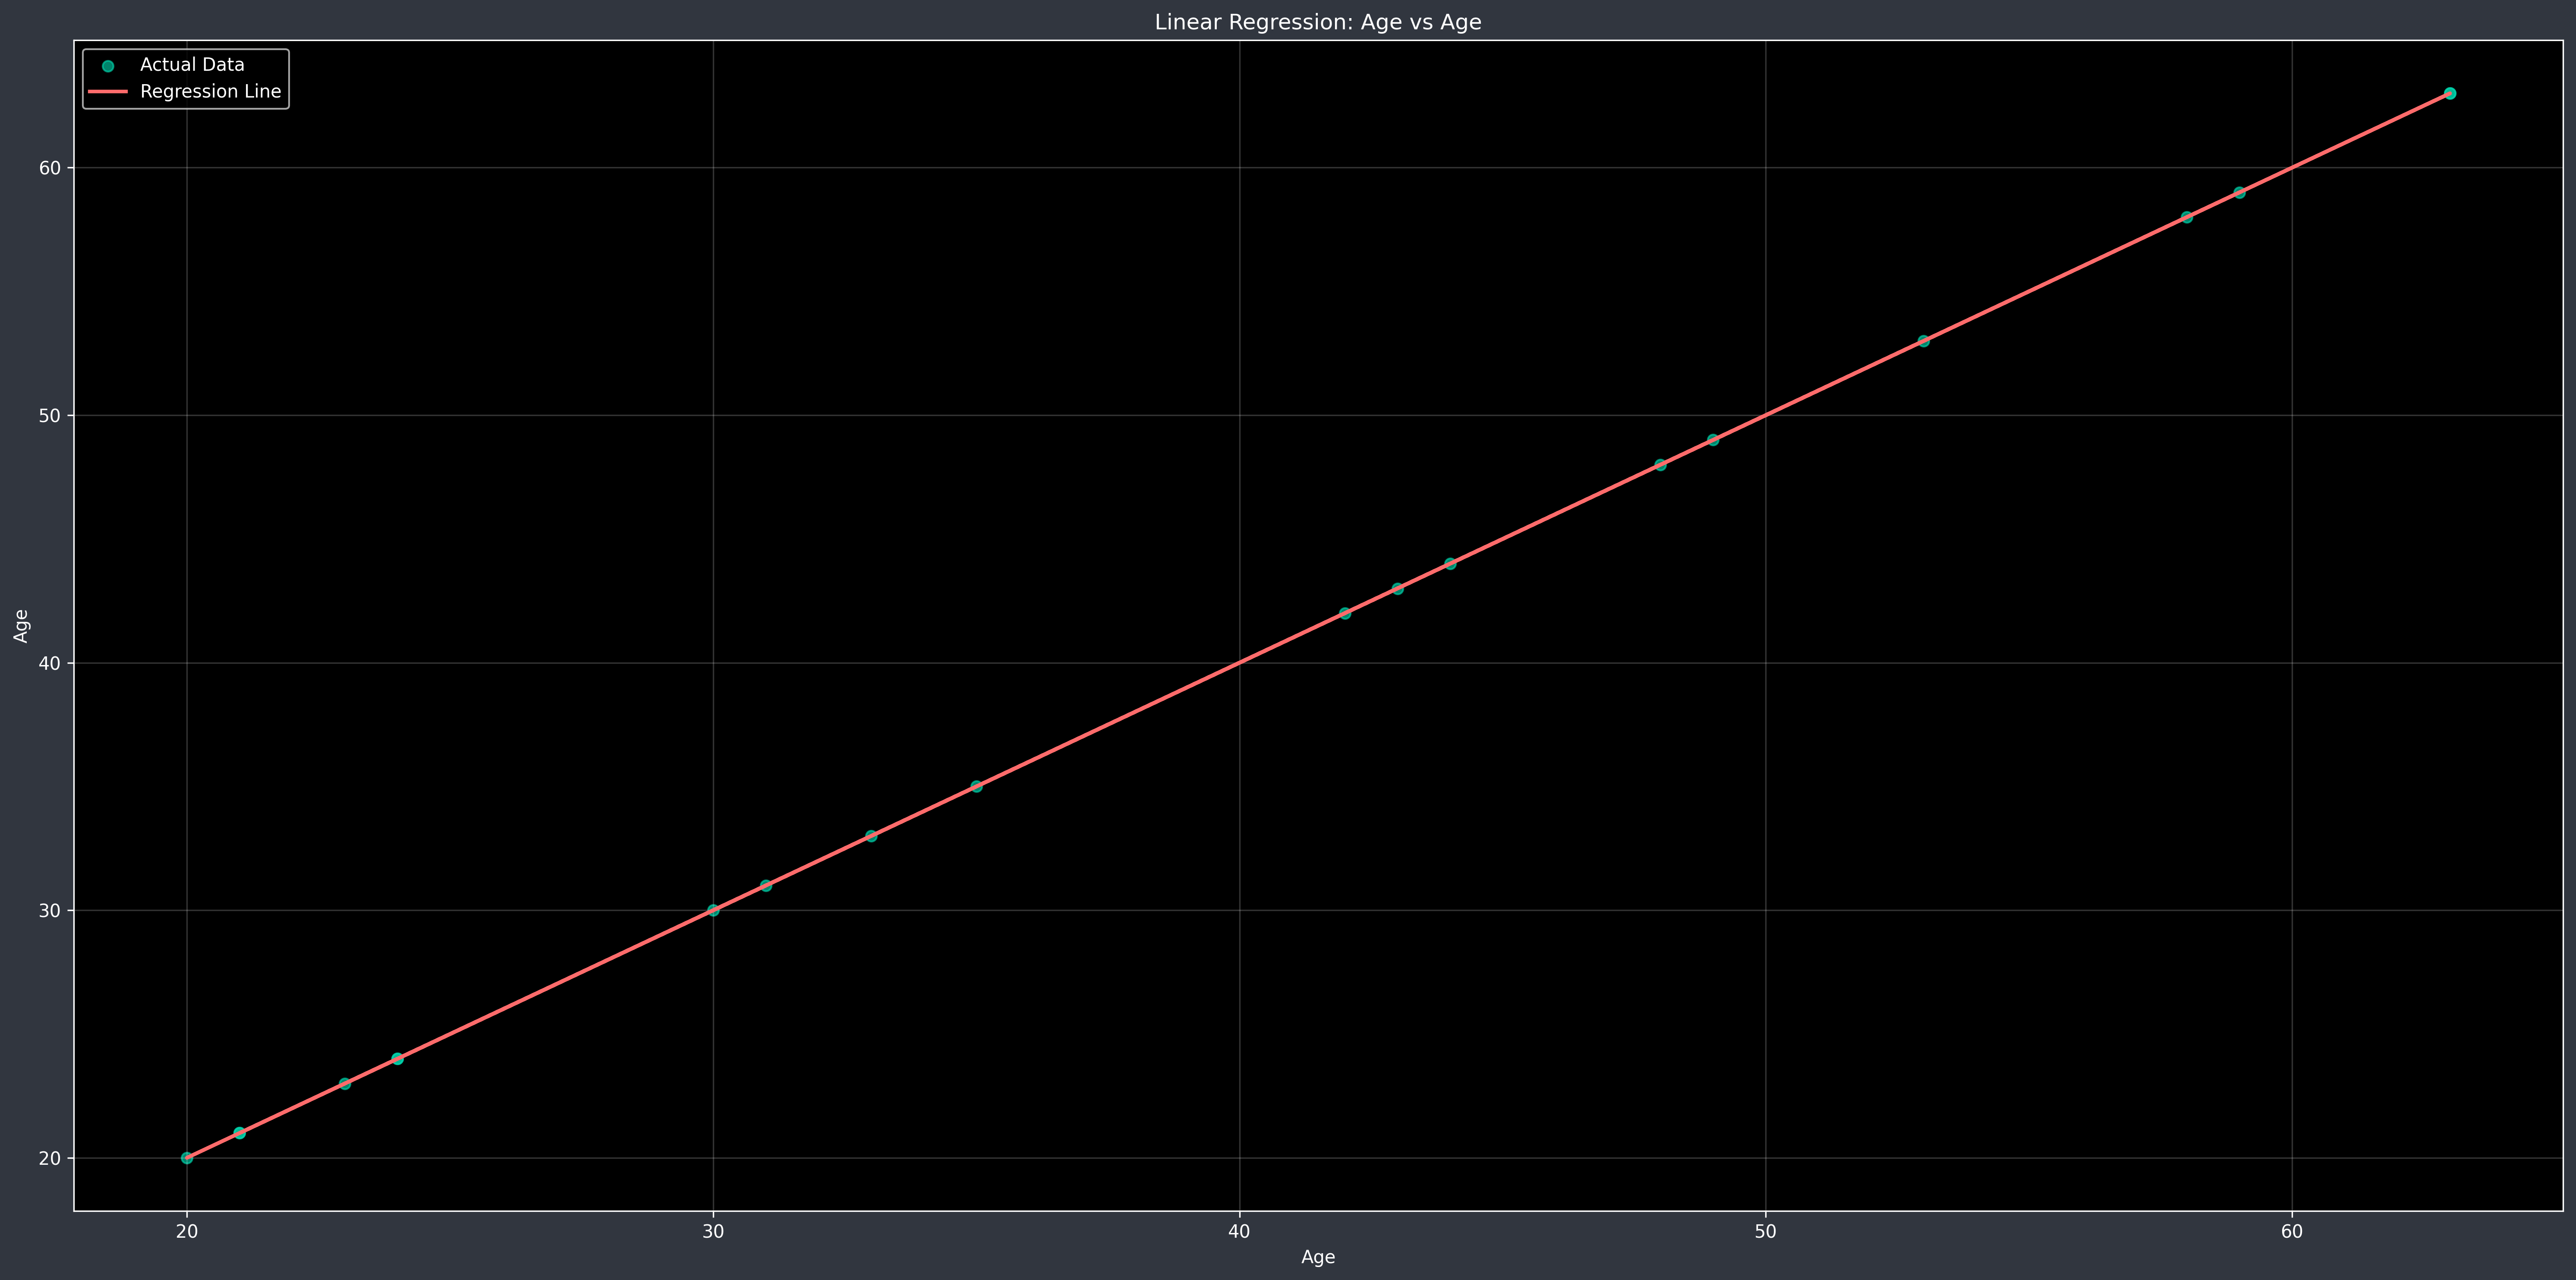 Linear Regression: Age vs Age
Actual Data
Regression Line
60
50
40
30
20
Age
20 30 40 50 60
Age